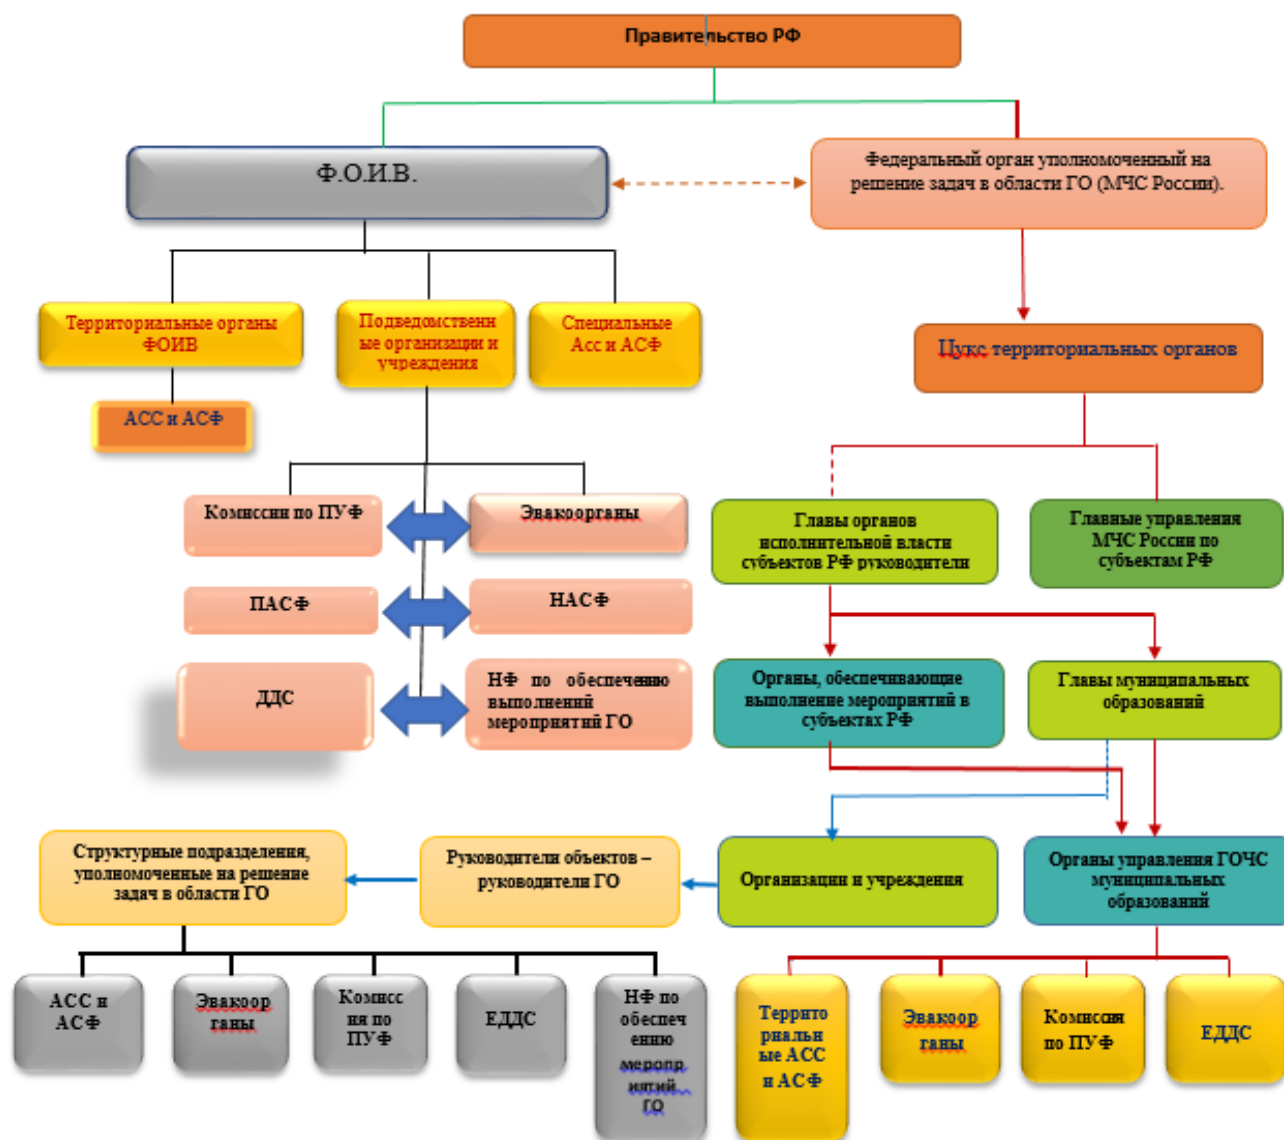 Правительство РФ
Ф.О.И.В.
Федеральный орган уполномоченный на
решение задач в области ГО (МЧС России).
Территориальные органы
ФОИВ
Подведомственн
ые организации и
учреждения
Специальные
Асс и АСФ
Цукс территориальных органов
АСС и АСФ
Комиссии по ПУФ
Эвакоорганы
Главы органов
исполнительной власти
субъектов РФ руководители
Главные управления
МЧС России по
субъектам РФ
ПАСФ
НАСФ
ДДС
НФ по обеспечению
выполнений
мероприятий ГО
Органы, обеспечивающие
выполнение мероприятий в
субъектах РФ
Главы муниципальных
образований
Структурные подразделения,
уполномоченные на решение
задач в области ГО
Руководители объектов –
руководители ГО
Организации и учреждения
Органы управления ГОЧС
муниципальных
образований
АСС и
АСФ
Эвакоор
ганы
Комисс
ия по
ПУФ
ЕДДС
НФ по
обеспеч
ению
меропр
иятий
ГО
Террито
риальн
ые АСС
и АСФ
Эвакоор
ганы
Комиссия
по ПУФ
ЕДДС